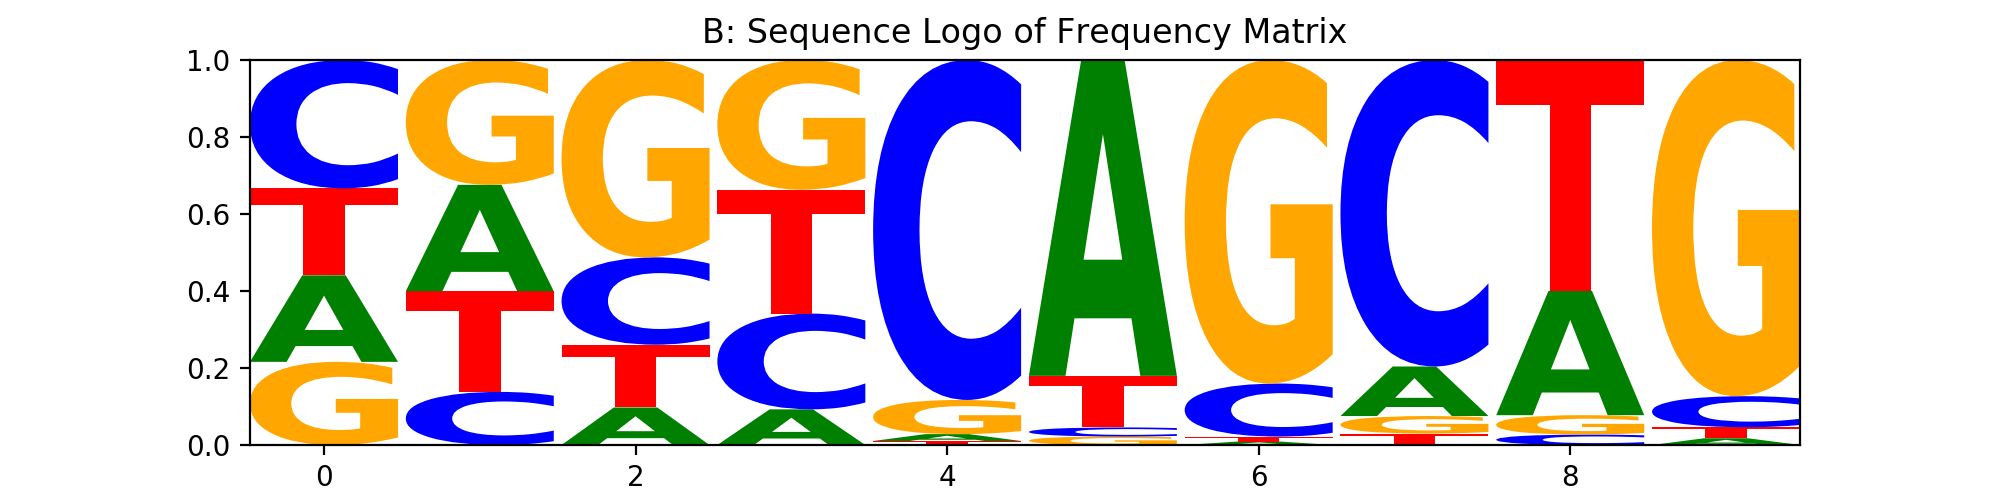 B: Sequence Logo of Frequency Matrix
1.0
0.8
0.6
0.4
0.2
0.0
C G G G C A G C T G
T A C T G T C A A C
A T T C A C T G G T
G C A A T G A T C A
0 2 4 6 8